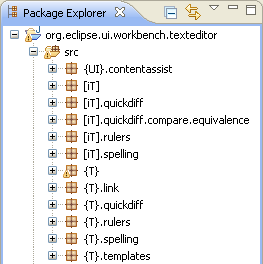 Package Explorer
org.eclipse.ui.workbench.texteditor
src
{UI}.contentassist
[iT]
[iT].quickdiff
[iT].quickdiff.compare.equivalence
[iT].rulers
[iT].spelling
{T}
{T}.link
{T}.quickdiff
{T}.rulers
{T}.spelling
{T}.templates